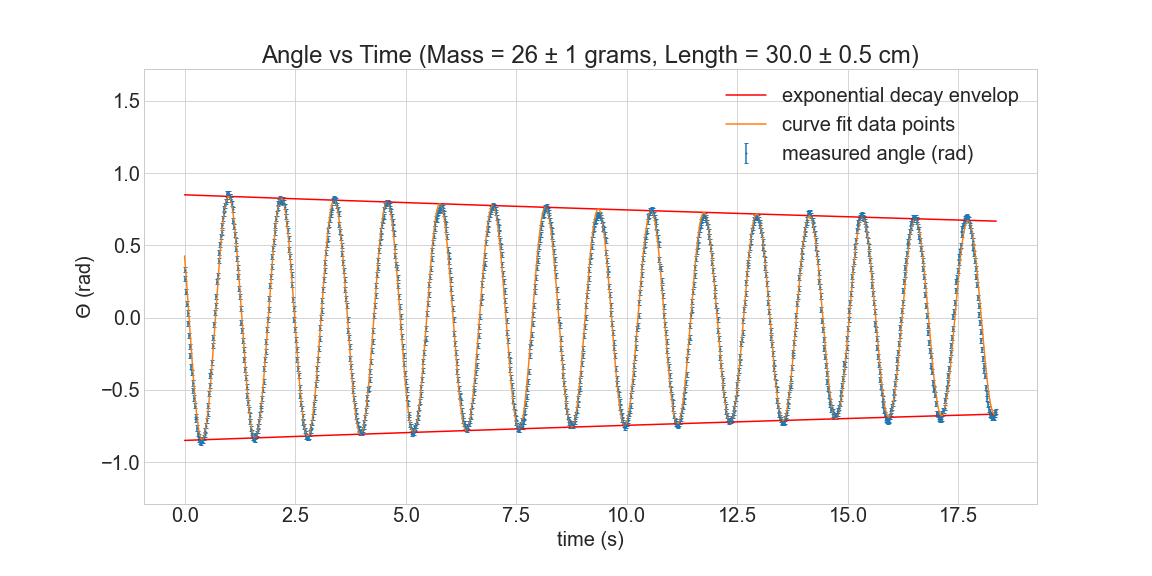 Angle vs Time (Mass = 26 ± 1 grams, Length = 30.0 ± 0.5 cm)
exponential decay envelop
curve fit data points
measured angle (rad)
1.5
1.0
0.5
0.0
−0.5
−1.0
Θ (rad)
0.0 2.5 5.0 7.5 10.0 12.5 15.0 17.5
time (s)